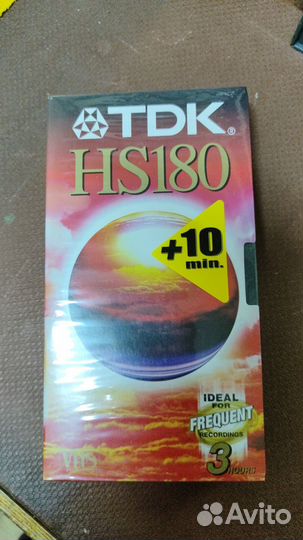 TDK®
HS180
+10
min.
IDEAL
FOR
FREQUENT
RECORDINGS
3 HOURS
VHS
Avito